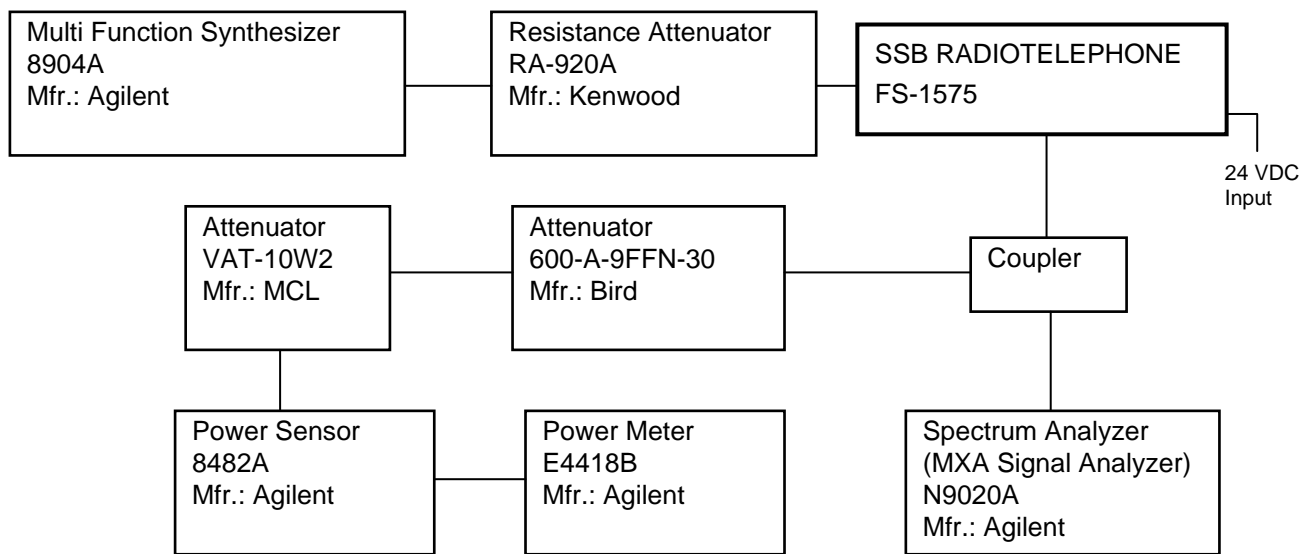 Multi Function Synthesizer
8904A
Mfr.: Agilent
Resistance Attenuator
RA-920A
Mfr.: Kenwood
SSB RADIOTELEPHONE
FS-1575
24 VDC
Input
Attenuator
VAT-10W2
Mfr.: MCL
Attenuator
600-A-9FFN-30
Mfr.: Bird
Coupler
Power Sensor
8482A
Mfr.: Agilent
Power Meter
E4418B
Mfr.: Agilent
Spectrum Analyzer
(MXA Signal Analyzer)
N9020A
Mfr.: Agilent